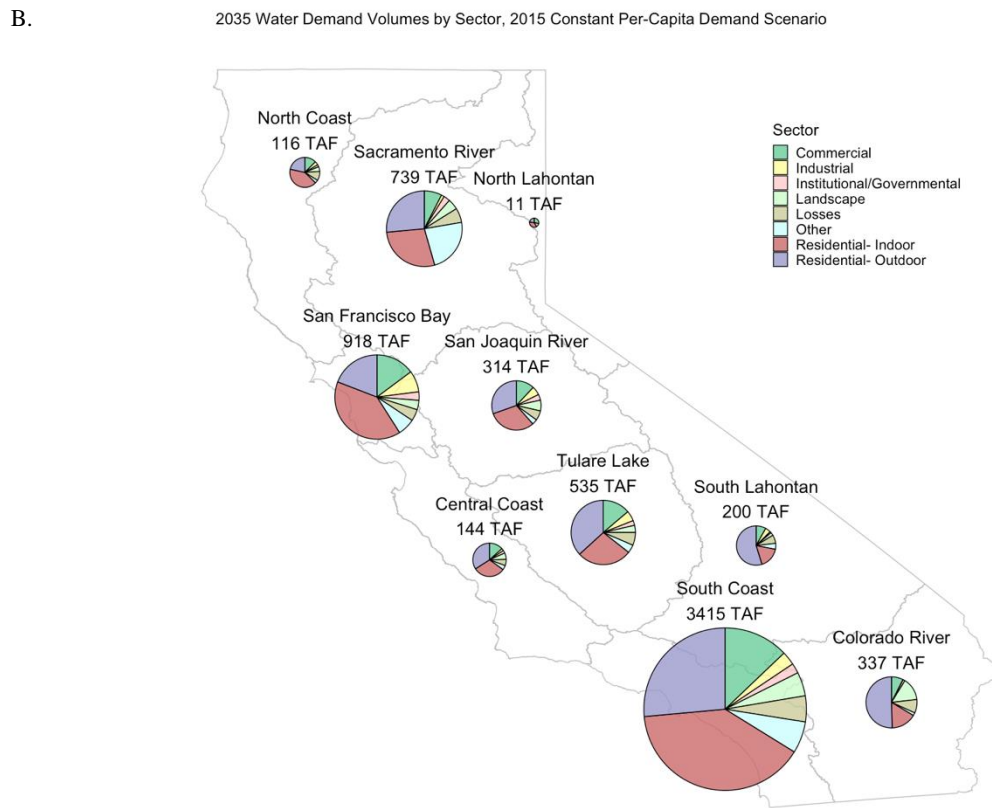 B.
2035 Water Demand Volumes by Sector, 2015 Constant Per-Capita Demand Scenario
North Coast
116 TAF
Sacramento River
739 TAF
North Lahontan
11 TAF
Sector
Commercial
Industrial
Institutional/Governmental
Landscape
Losses
Other
Residential- Indoor
Residential- Outdoor
San Francisco Bay
918 TAF
San Joaquin River
314 TAF
Tulare Lake
535 TAF
Central Coast
144 TAF
South Lahontan
200 TAF
South Coast
3415 TAF
Colorado River
337 TAF